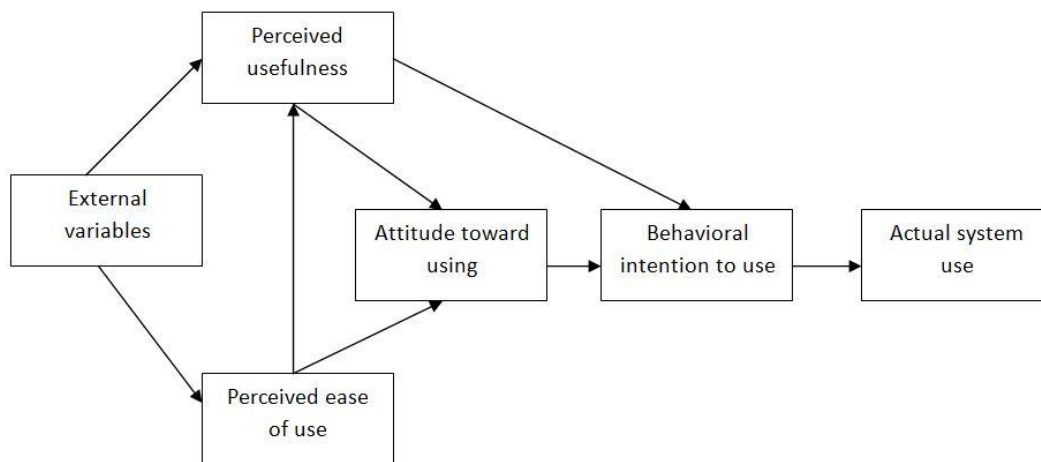 Perceived
usefulness
External
variables
Attitude toward
using
Behavioral
intention to use
Actual system
use
Perceived ease
of use